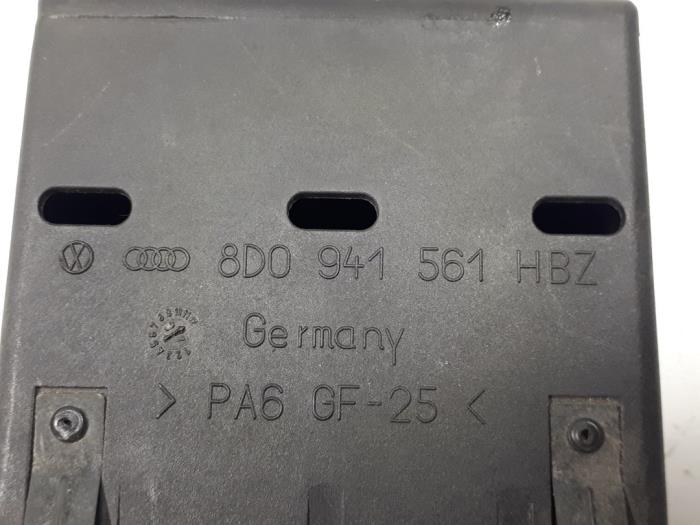 8D0 941 561 HBZ
Germany
> PA6 GF-25 <